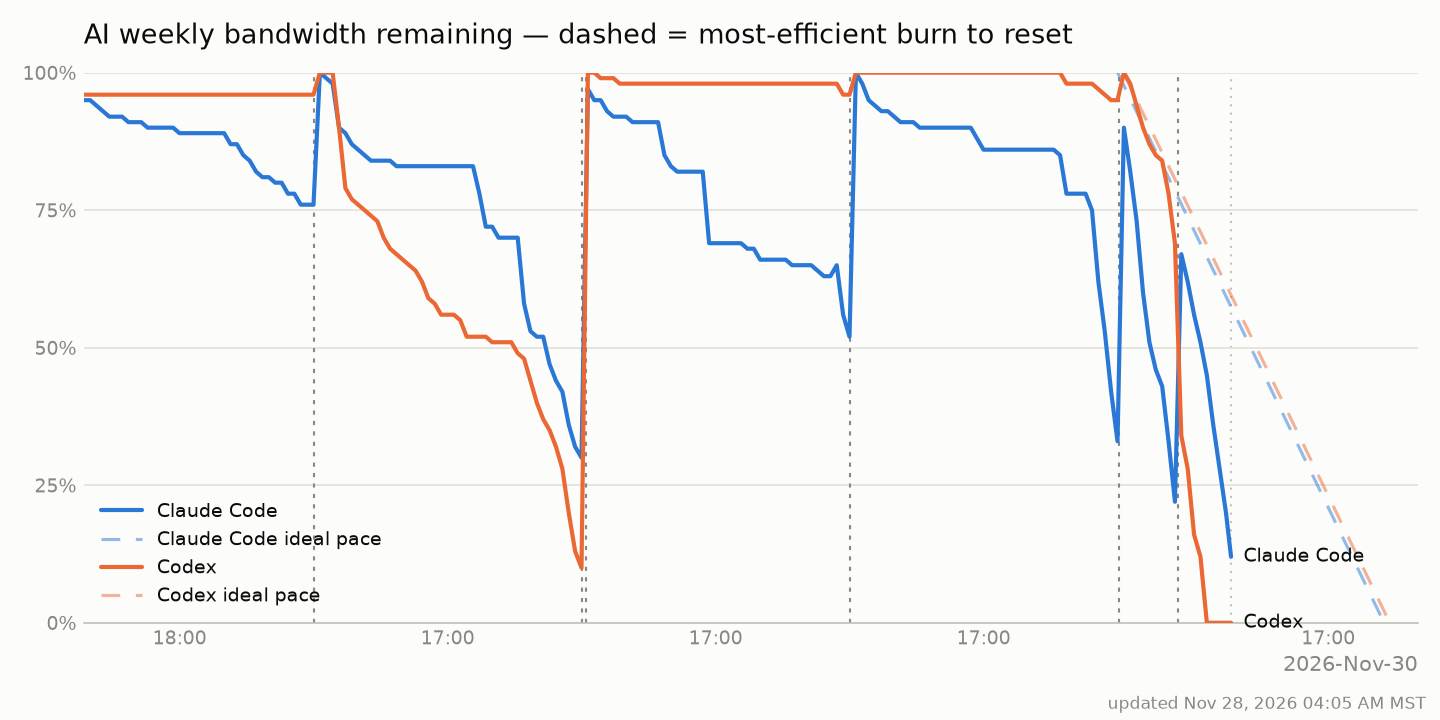 AI weekly bandwidth remaining — dashed = most-efficient burn to reset
100%
75%
50%
25%
0%
Claude Code
Claude Code ideal pace
Codex
Codex ideal pace
Claude Code
Codex
18:00
17:00
17:00
17:00
17:00
2026-Nov-30
updated Nov 28, 2026 04:05 AM MST